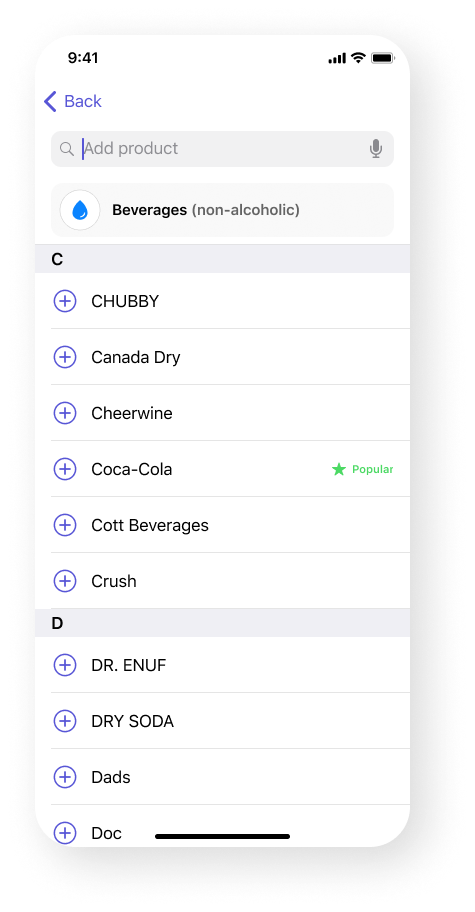 9:41
Back
Add product
Beverages (non-alcoholic)
C
CHUBBY
Canada Dry
Cheerwine
Coca-Cola Popular
Cott Beverages
Crush
D
DR. ENUF
DRY SODA
Dads
Doc